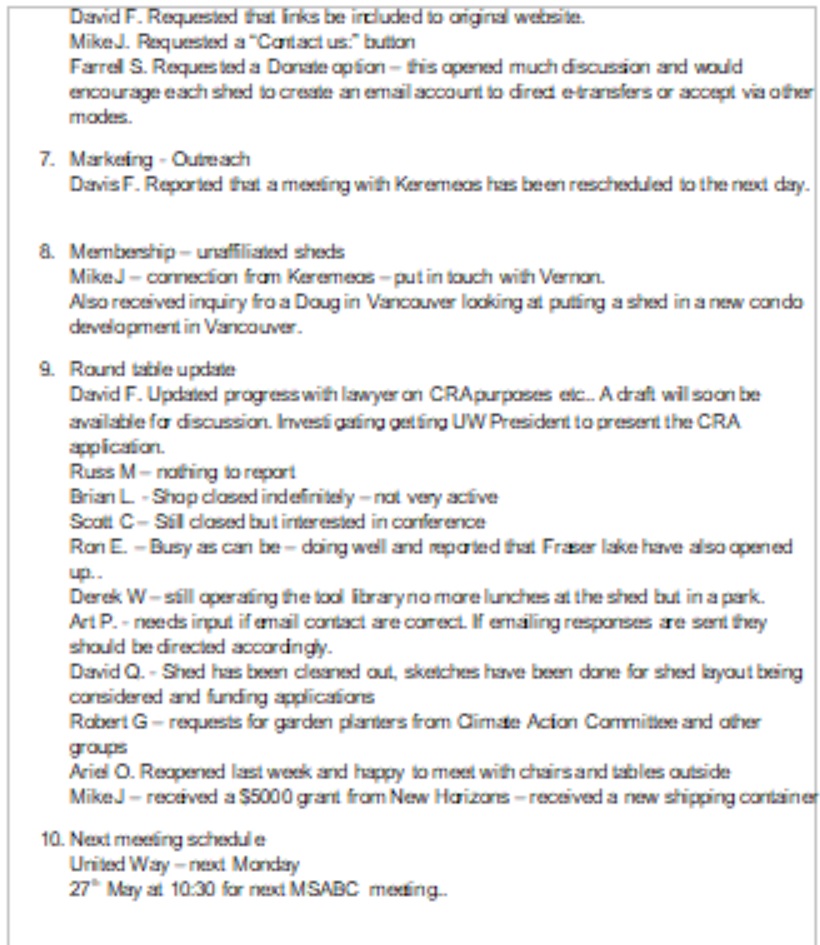 David F. Requested that links be included to original website.
Mike J. Requested a "Contact us:" button
Farrell S. Requested a Donate option – this opened much discussion and would
encourage each shed to create an email account to direct e-transfers or accept via other
modes.
7. Marketing - Outreach
Davis F. Reported that a meeting with Keremeos has been rescheduled to the next day.
8. Membership – unaffiliated sheds
Mike J – connection from Keremeos – put in touch with Vernon.
Also received inquiry fro a Doug in Vancouver looking at putting a shed in a new condo
development in Vancouver.
9. Round table update
David F. Updated progress with lawyer on CRA purposes etc.. A draft will soon be
available for discussion. Investigating getting UW President to present the CRA
application.
Russ M – nothing to report
Brian L. - Shop closed indefinitely – not very active
Scott C – Still closed but interested in conference
Ron E. – Busy as can be – doing well and reported that Fraser lake have also opened
up..
Derek W – still operating the tool library no more lunches at the shed but in a park.
Art P. - needs input if email contact are correct. If emailing responses are sent they
should be directed accordingly.
David Q. - Shed has been cleaned out, sketches have been done for shed layout being
considered and funding applications
Robert G – requests for garden planters from Climate Action Committee and other
groups
Ariel O. Reopened last week and happy to meet with chairs and tables outside
Mike J – received a $5000 grant from New Horizons – received a new shipping container
10. Next meeting schedule
United Way – next Monday
27th May at 10:30 for next MSABC meeting..